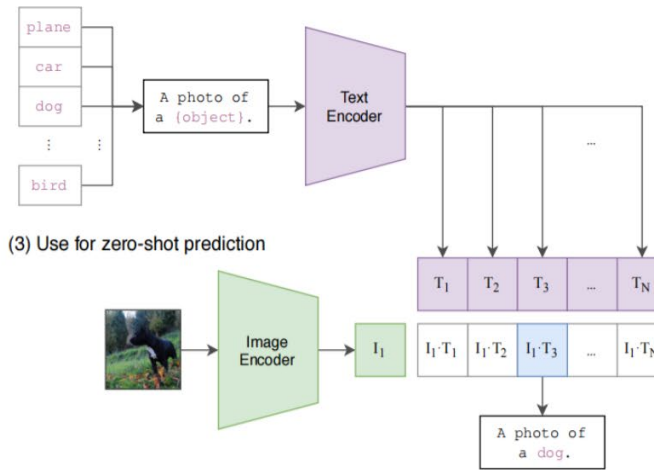 plane
car
dog
⋮ ⋮
bird
A photo of
a {object}.
Text
Encoder
...
(3) Use for zero-shot prediction
T1 T2 T3 ... TN
Image
Encoder
I1
I1·T1 I1·T2 I1·T3 ... I1·TN
A photo of
a dog.